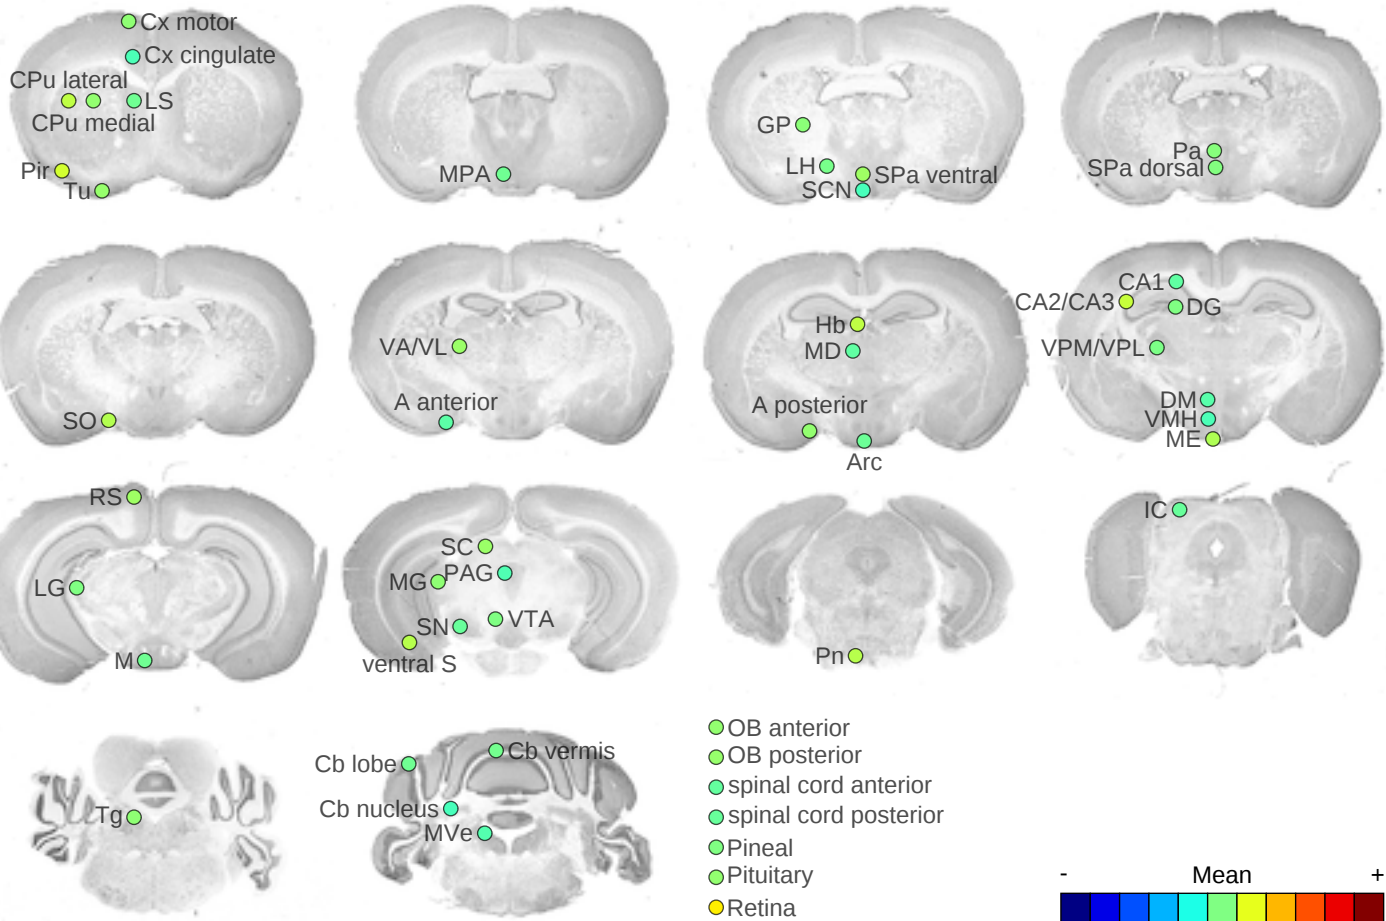 Cx motor
Cx cingulate
CPu lateral
LS
CPu medial
Pir
Tu
MPA
GP
LH
SPa ventral
SCN
Pa
SPa dorsal
SO
VA/VL
A anterior
Hb
MD
A posterior
Arc
CA1
CA2/CA3
DG
VPM/VPL
DM
VMH
ME
RS
LG
M
SC
MG
PAG
SN
VTA
ventral S
Pn
IC
Tg
Cb lobe
Cb vermis
Cb nucleus
MVe
OB anterior
OB posterior
spinal cord anterior
spinal cord posterior
Pineal
Pituitary
Retina
- Mean +